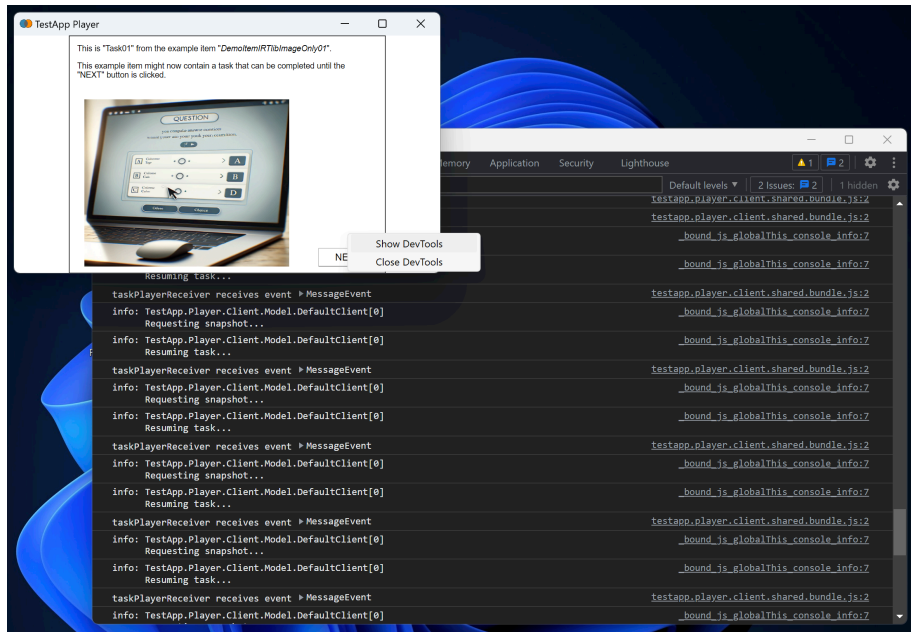 TestApp Player
This is "Task01" from the example item "DemoItemIRTlibImageOnly01".
This example item might now contain a task that can be completed until the
"NEXT" button is clicked.
QUESTION
A
B
D
NE
Show DevTools
Close DevTools
Memory Application Security Lighthouse 1 2
Default levels ▼ 2 Issues: 2 1 hidden
testapp.player.client.shared.bundle.js:2
testapp.player.client.shared.bundle.js:2
_bound_js_globalThis_console_info:7
_bound_js_globalThis_console_info:7
Resuming task...
taskPlayerReceiver receives event ▶MessageEvent testapp.player.client.shared.bundle.js:2
info: TestApp.Player.Client.Model.DefaultClient[0] _bound_js_globalThis_console_info:7
Requesting snapshot...
info: TestApp.Player.Client.Model.DefaultClient[0] _bound_js_globalThis_console_info:7
Resuming task...
taskPlayerReceiver receives event ▶MessageEvent testapp.player.client.shared.bundle.js:2
info: TestApp.Player.Client.Model.DefaultClient[0] _bound_js_globalThis_console_info:7
Requesting snapshot...
info: TestApp.Player.Client.Model.DefaultClient[0] _bound_js_globalThis_console_info:7
Resuming task...
taskPlayerReceiver receives event ▶MessageEvent testapp.player.client.shared.bundle.js:2
info: TestApp.Player.Client.Model.DefaultClient[0] _bound_js_globalThis_console_info:7
Requesting snapshot...
info: TestApp.Player.Client.Model.DefaultClient[0] _bound_js_globalThis_console_info:7
Resuming task...
taskPlayerReceiver receives event ▶MessageEvent testapp.player.client.shared.bundle.js:2
info: TestApp.Player.Client.Model.DefaultClient[0] _bound_js_globalThis_console_info:7
Requesting snapshot...
info: TestApp.Player.Client.Model.DefaultClient[0] _bound_js_globalThis_console_info:7
Resuming task...
taskPlayerReceiver receives event ▶MessageEvent testapp.player.client.shared.bundle.js:2
info: TestApp.Player.Client.Model.DefaultClient[0] _bound_js_globalThis_console_info:7